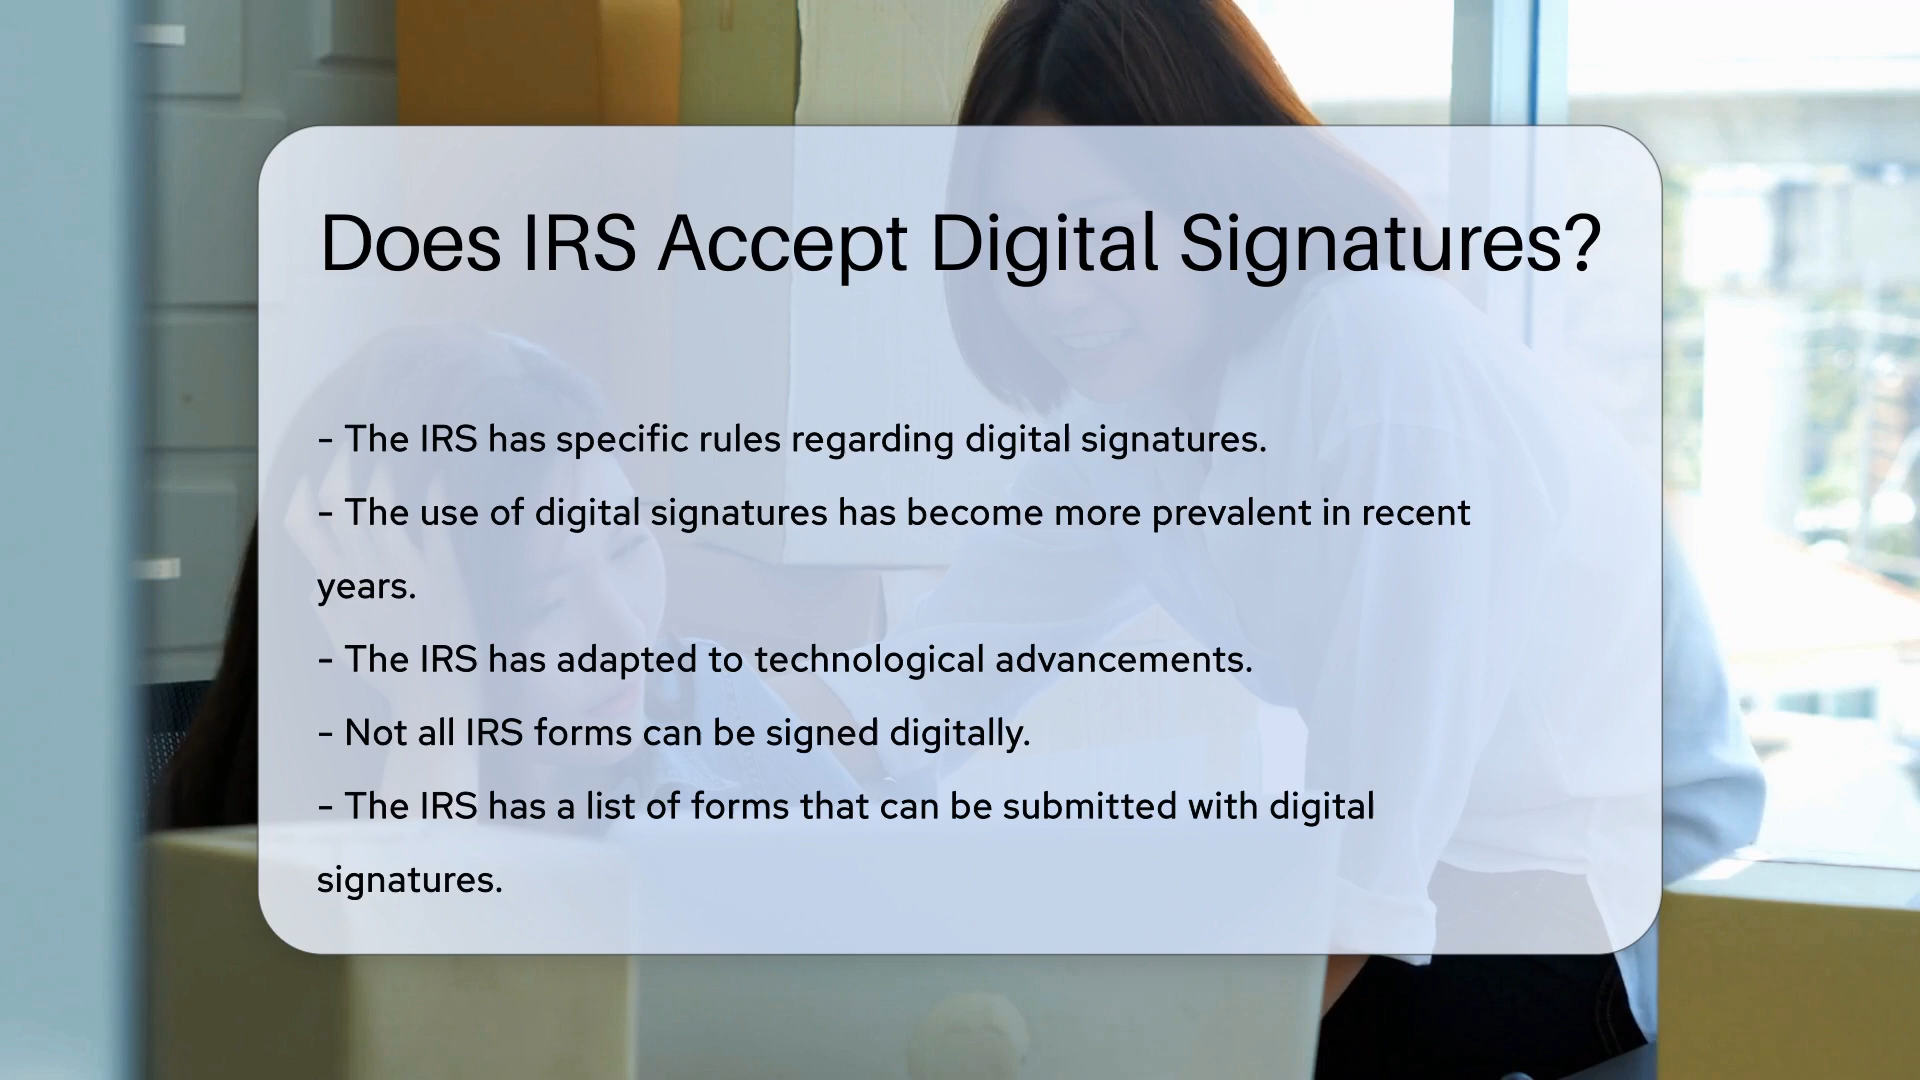 Does IRS Accept Digital Signatures?
- The IRS has specific rules regarding digital signatures.
- The use of digital signatures has become more prevalent in recent
years.
- The IRS has adapted to technological advancements.
- Not all IRS forms can be signed digitally.
- The IRS has a list of forms that can be submitted with digital
signatures.